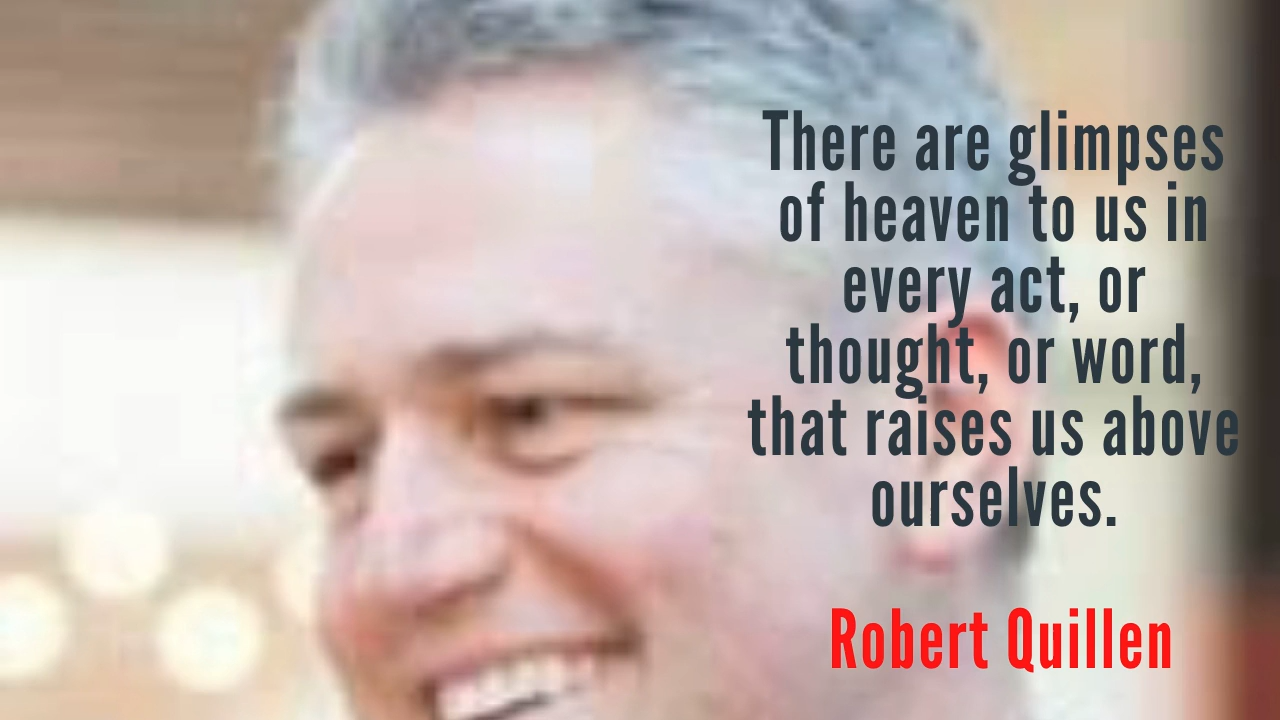 There are glimpses
of heaven to us in
every act, or
thought, or word,
that raises us above
ourselves.
Robert Quillen